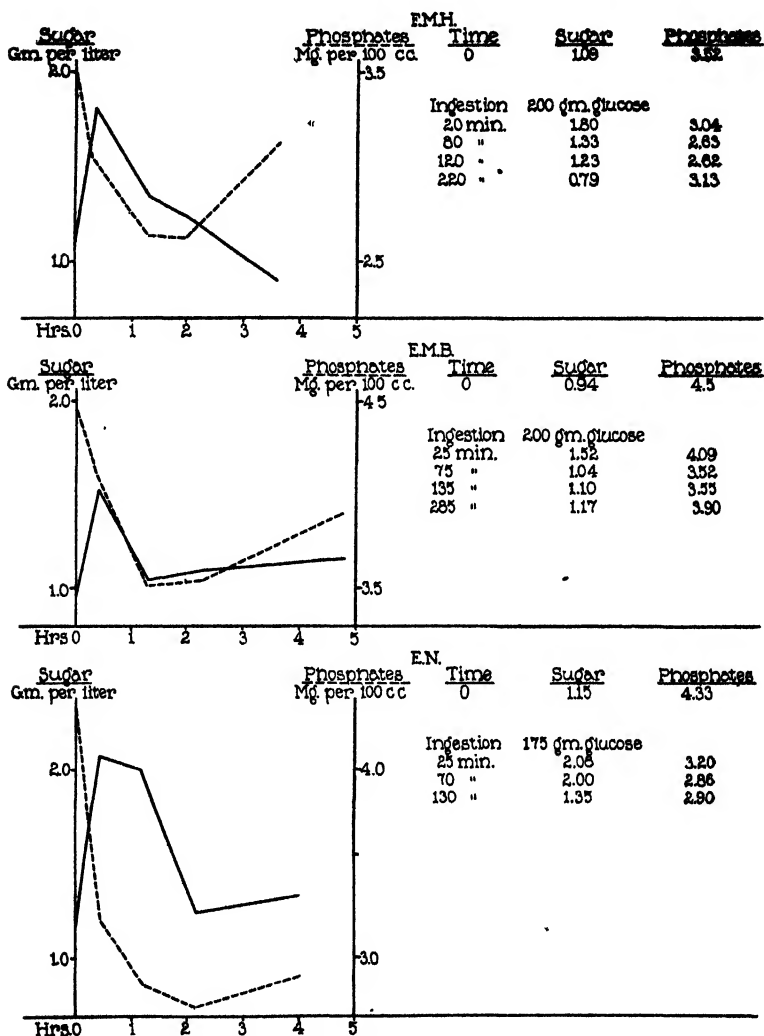 F.M.H.
Sugar Phosphates Time Sugar Phosphates
Gm. per liter Mg. per 100 cc. 0 1.09 3.52
2.0 3.5
Ingestion 200 gm. glucose
20 min. 1.80 3.04
80 " 1.33 2.63
120 " 1.23 2.62
220 " 0.79 3.13
1.0 2.5
Hrs. 0 1 2 3 4 5
E.M.B.
Sugar Phosphates Time Sugar Phosphates
Gm. per liter Mg. per 100 cc. 0 0.94 4.5
2.0 4.5
Ingestion 200 gm. glucose
25 min. 1.52 4.09
75 " 1.04 3.52
135 " 1.10 3.55
285 " 1.17 3.90
1.0 3.5
Hrs 0 1 2 3 4 5
E.N.
Sugar Phosphates Time Sugar Phosphates
Gm. per liter Mg. per 100 cc 0 1.15 4.33
Ingestion 175 gm. glucose
2.0 4.0
25 min. 2.08 3.20
70 " 2.00 2.86
130 " 1.35 2.90
1.0 3.0
Hrs. 0 1 2 3 4 5